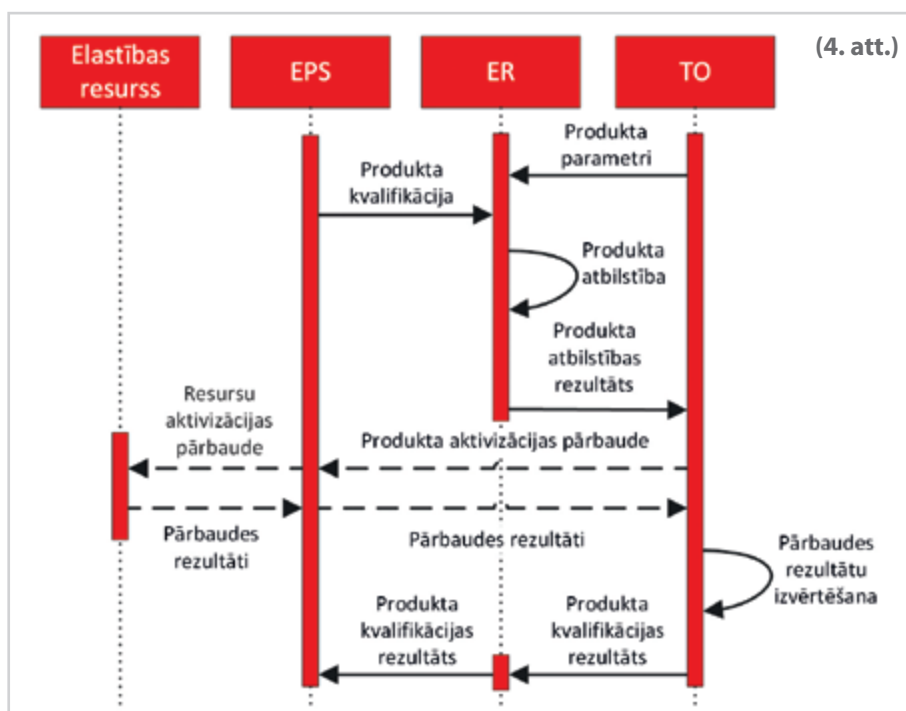 (4. att.)
Elastības
resurss
EPS
ER
TO
Produkta
parametri
Produkta
kvalifikācija
Produkta
atbilstība
Produkta
atbilstības
rezultāts
Resursu
aktivizācijas
pārbaude
Produkta aktivizācijas pārbaude
Pārbaudes
rezultāti
Pārbaudes rezultāti
Pārbaudes
rezultātu
izvērtēšana
Produkta
kvalifikācijas
rezultāts
Produkta
kvalifikācijas
rezultāts